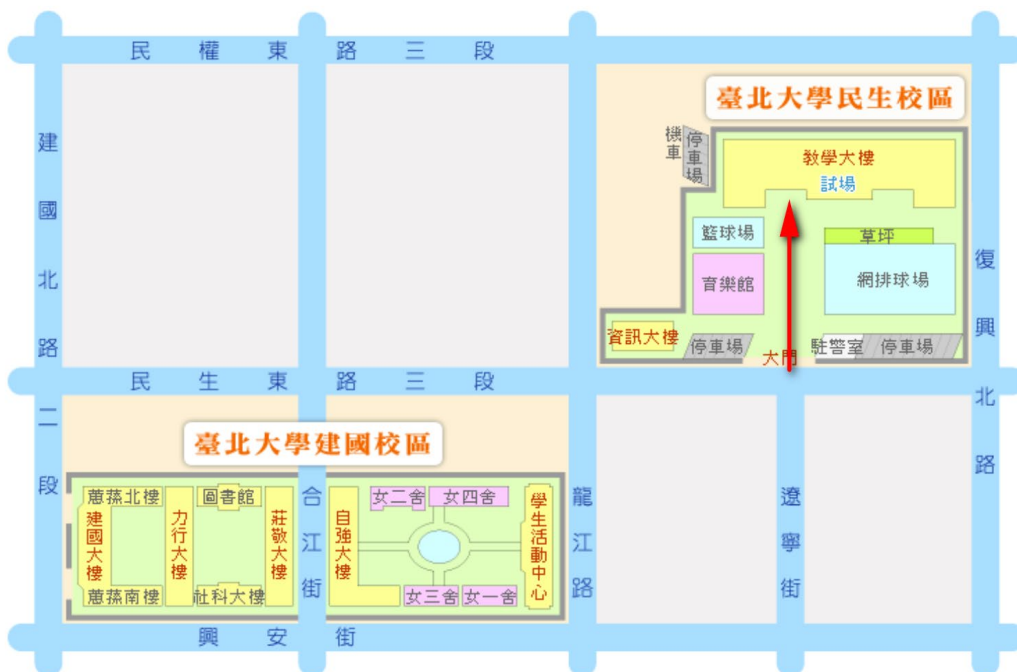 民權東路三段
臺北大學民生校區
建國北路二段
機車
停車場
教學大樓
試場
籃球場
草坪
育樂館
網排球場
復興北路
資訊大樓
停車場
大門
駐警室
停車場
民生東路三段
臺北大學建國校區
蕙蓀北樓
圖書館
女二舍
女四舍
建國大樓
力行大樓
莊敬大樓
合江街
自強大樓
學生活動中心
龍江路
遼寧街
蕙蓀南樓
社科大樓
女三舍
女一舍
興安街